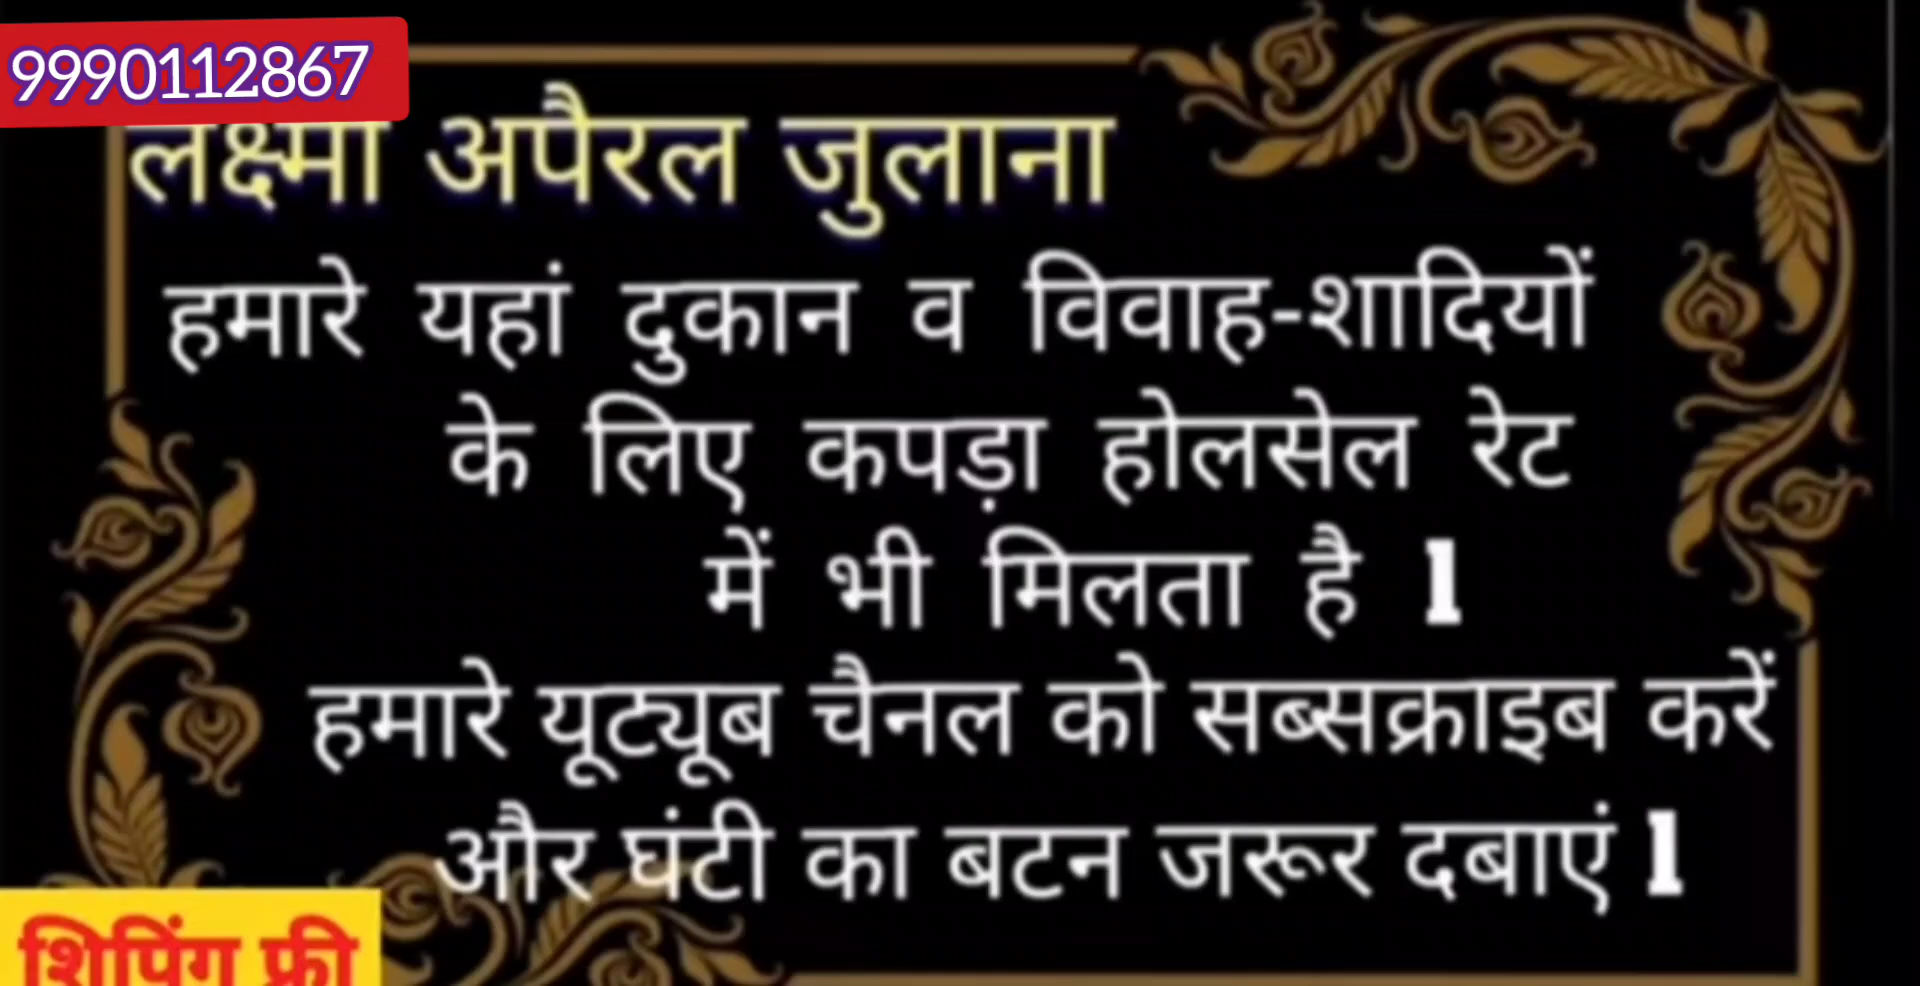 9990112867
लक्ष्मी अपैरल जुलाना
हमारे यहां दुकान व विवाह-शादियों
के लिए कपड़ा होलसेल रेट
में भी मिलता है l
हमारे यूट्यूब चैनल को सब्सक्राइब करें
और घंटी का बटन जरूर दबाएं l
शिपिंग फ्री